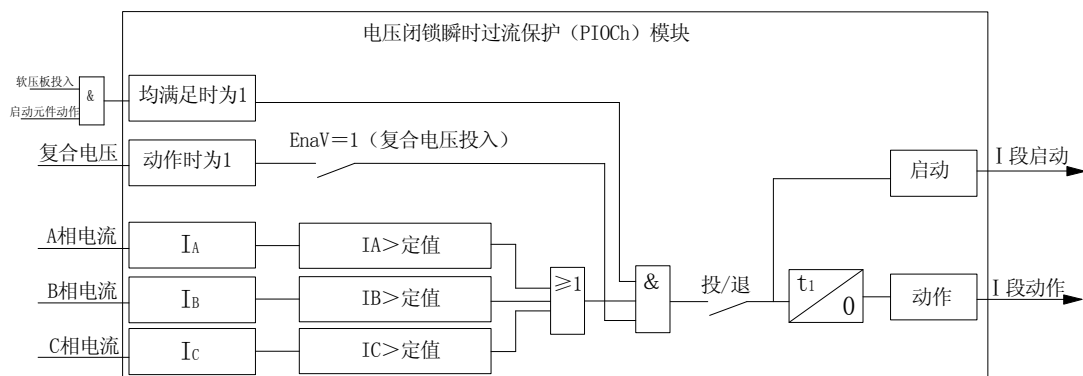 电压闭锁瞬时过流保护（PIOCh）模块
软压板投入
启动元件动作
&
均满足时为1
复合电压
动作时为1
EnaV＝1（复合电压投入）
启动
I 段启动
A相电流
IA
IA＞定值
B相电流
IB
IB＞定值
C相电流
IC
IC＞定值
≥1
&
投/退
t1
0
动作
I 段动作